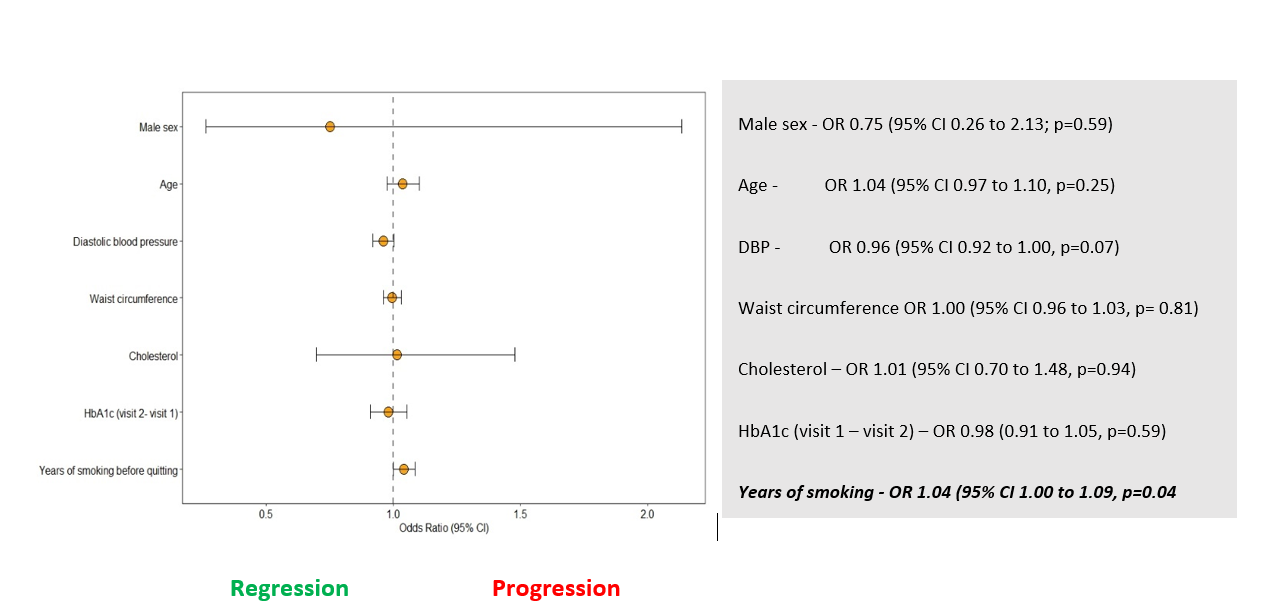 Male sex
Age
Diastolic blood pressure
Waist circumference
Cholesterol
HbA1c (visit 2- visit 1)
Years of smoking before quitting
0.5 1.0 1.5 2.0
Odds Ratio (95% CI)
Regression Progression
Male sex - OR 0.75 (95% CI 0.26 to 2.13; p=0.59)
Age - OR 1.04 (95% CI 0.97 to 1.10, p=0.25)
DBP - OR 0.96 (95% CI 0.92 to 1.00, p=0.07)
Waist circumference OR 1.00 (95% CI 0.96 to 1.03, p= 0.81)
Cholesterol – OR 1.01 (95% CI 0.70 to 1.48, p=0.94)
HbA1c (visit 1 – visit 2) – OR 0.98 (0.91 to 1.05, p=0.59)
Years of smoking - OR 1.04 (95% CI 1.00 to 1.09, p=0.04